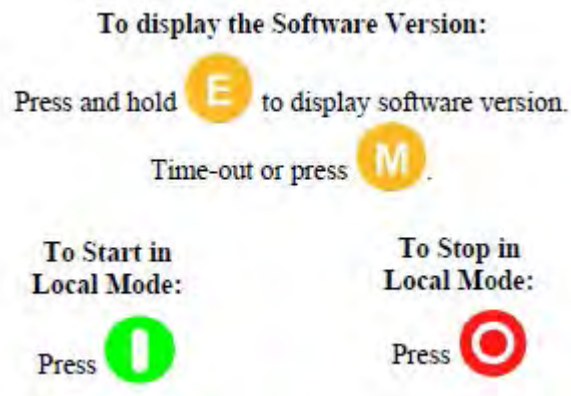 To display the Software Version:
Press and hold E to display software version.
Time-out or press M.
To Start in
Local Mode:
Press
To Stop in
Local Mode:
Press